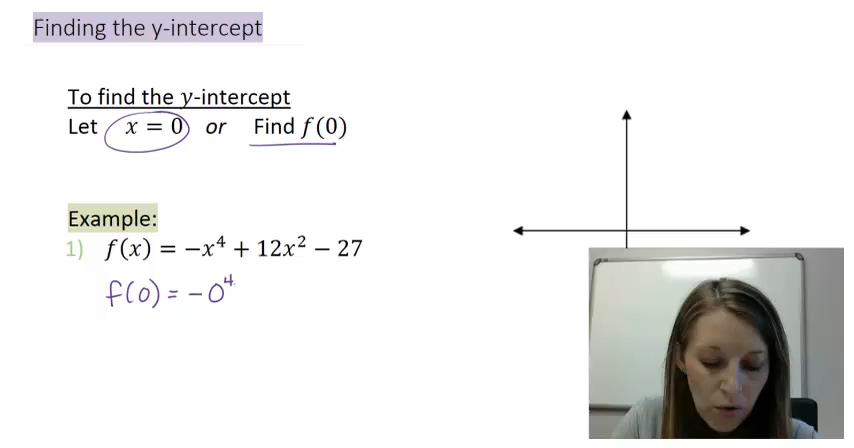 Finding the y-intercept
To find the y-intercept
Let x = 0 or Find f(0)
Example:
1) f(x) = −x⁴ + 12x² − 27
f(0) = −0⁴